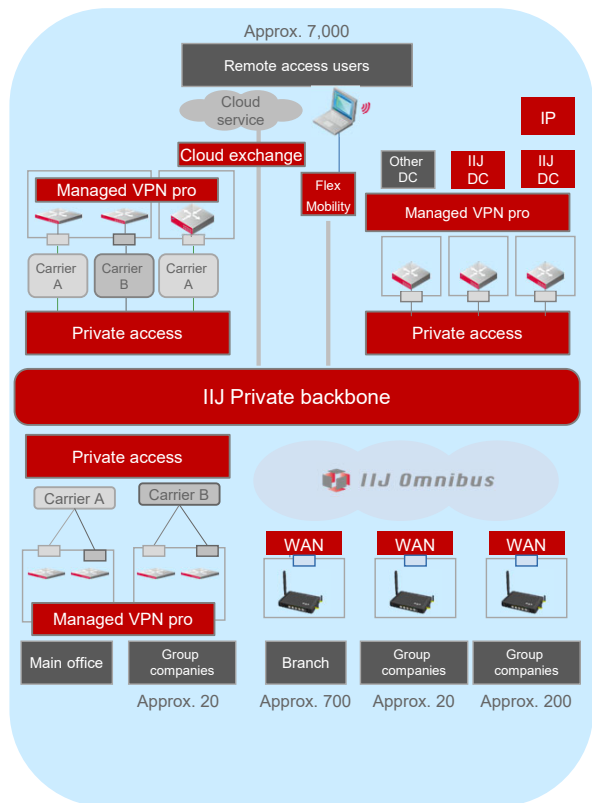 Approx. 7,000
Remote access users
Cloud
service
Cloud exchange
Flex
Mobility
IP
Other
DC
IIJ
DC
IIJ
DC
Managed VPN pro
Managed VPN pro
Carrier
A
Carrier
B
Carrier
A
Private access
Private access
IIJ Private backbone
Private access
IIJ Omnibus
Carrier A
Carrier B
WAN
WAN
WAN
Managed VPN pro
Main office
Group
companies
Branch
Group
companies
Group
companies
Approx. 20
Approx. 700
Approx. 20
Approx. 200